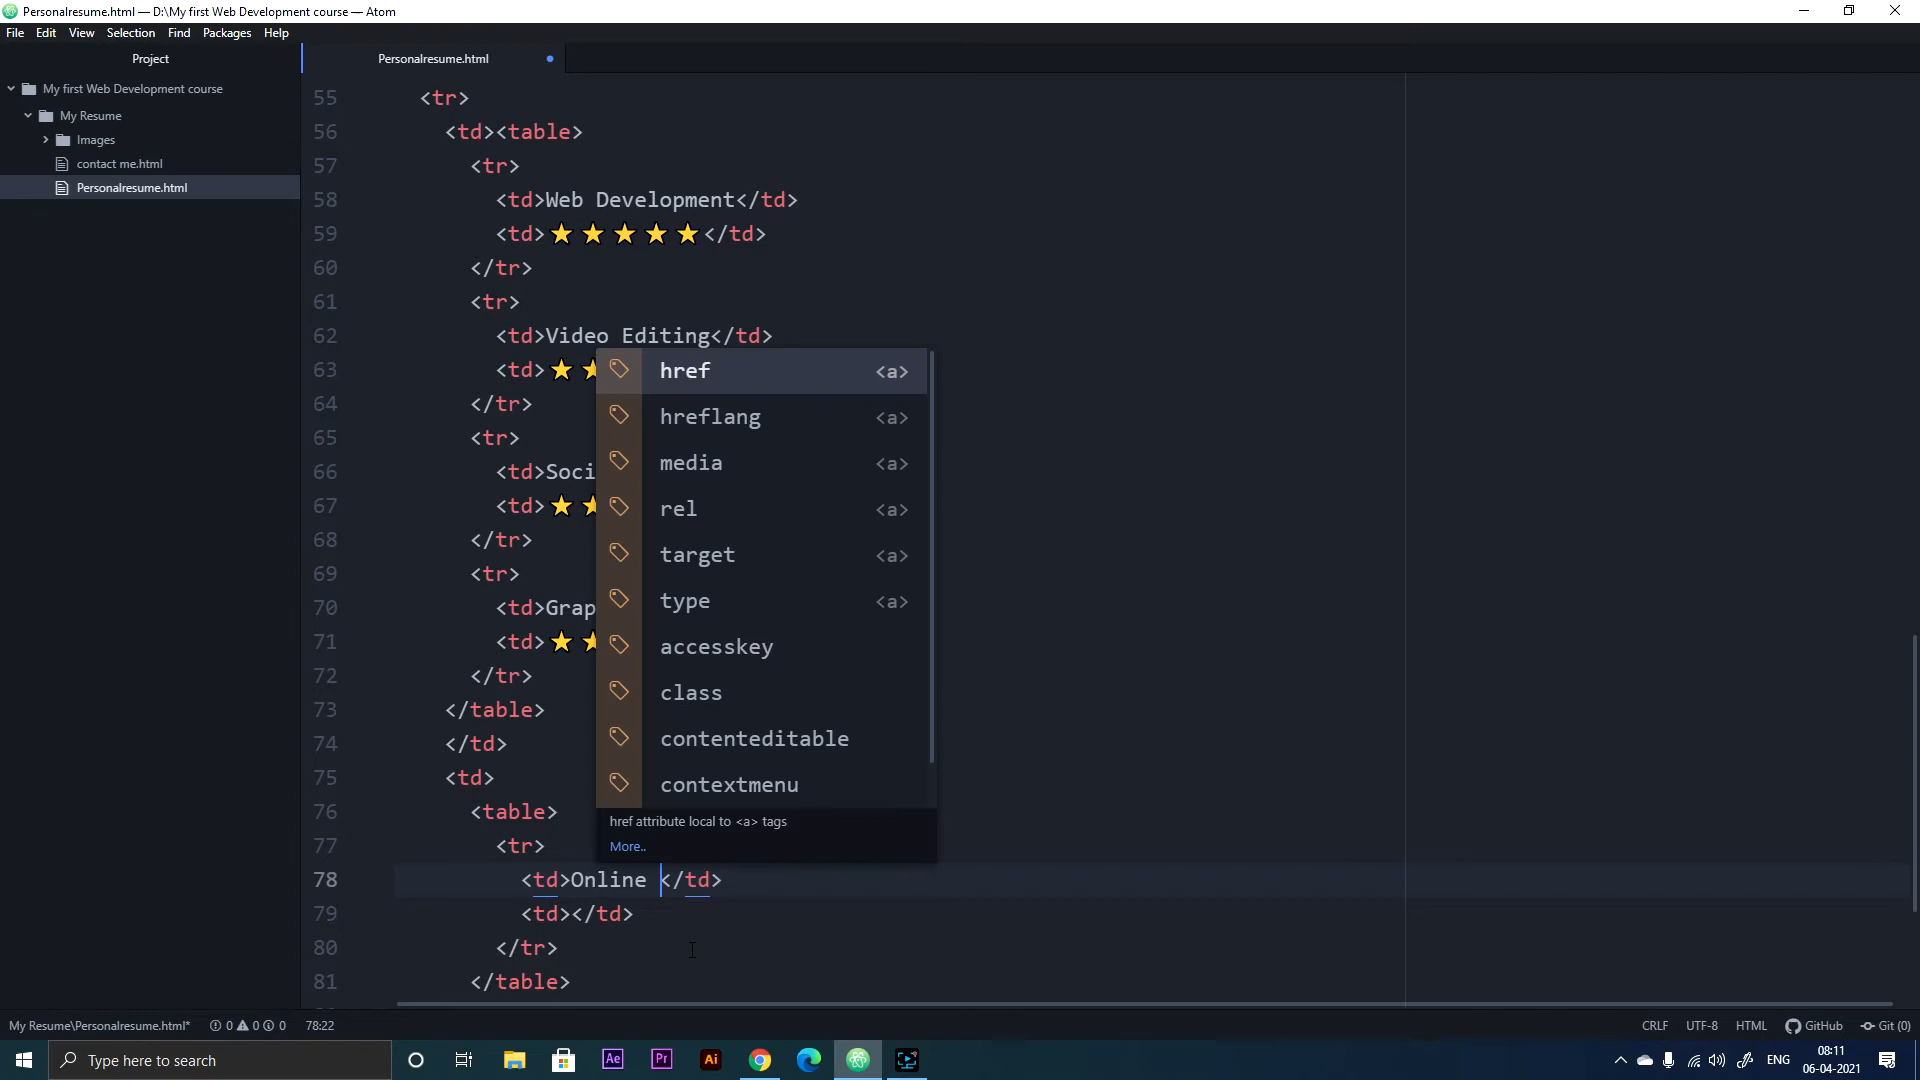 Personalresume.html — D:\My first Web Development course — Atom
File Edit View Selection Find Packages Help
Project
My first Web Development course
My Resume
Images
contact me.html
Personalresume.html
Personalresume.html
55 <tr>
56 <td><table>
57 <tr>
58 <td>Web Development</td>
59 <td>⭐⭐⭐⭐⭐</td>
60 </tr>
61 <tr>
62 <td>Video Editing</td>
63 <td>⭐⭐
64 </tr>
65 <tr>
66 <td>Soci
67 <td>⭐⭐
68 </tr>
69 <tr>
70 <td>Grap
71 <td>⭐⭐
72 </tr>
73 </table>
74 </td>
75 <td>
76 <table>
77 <tr>
78 <td>Online </td>
79 <td></td>
80 </tr>
81 </table>
href <a>
hreflang <a>
media <a>
rel <a>
target <a>
type <a>
accesskey
class
contenteditable
contextmenu
href attribute local to <a> tags
More..
My Resume\Personalresume.html* 0 0 0 78:22
CRLF UTF-8 HTML GitHub Git (0)
Type here to search
Ae Pr Ai
ENG
08:11
06-04-2021